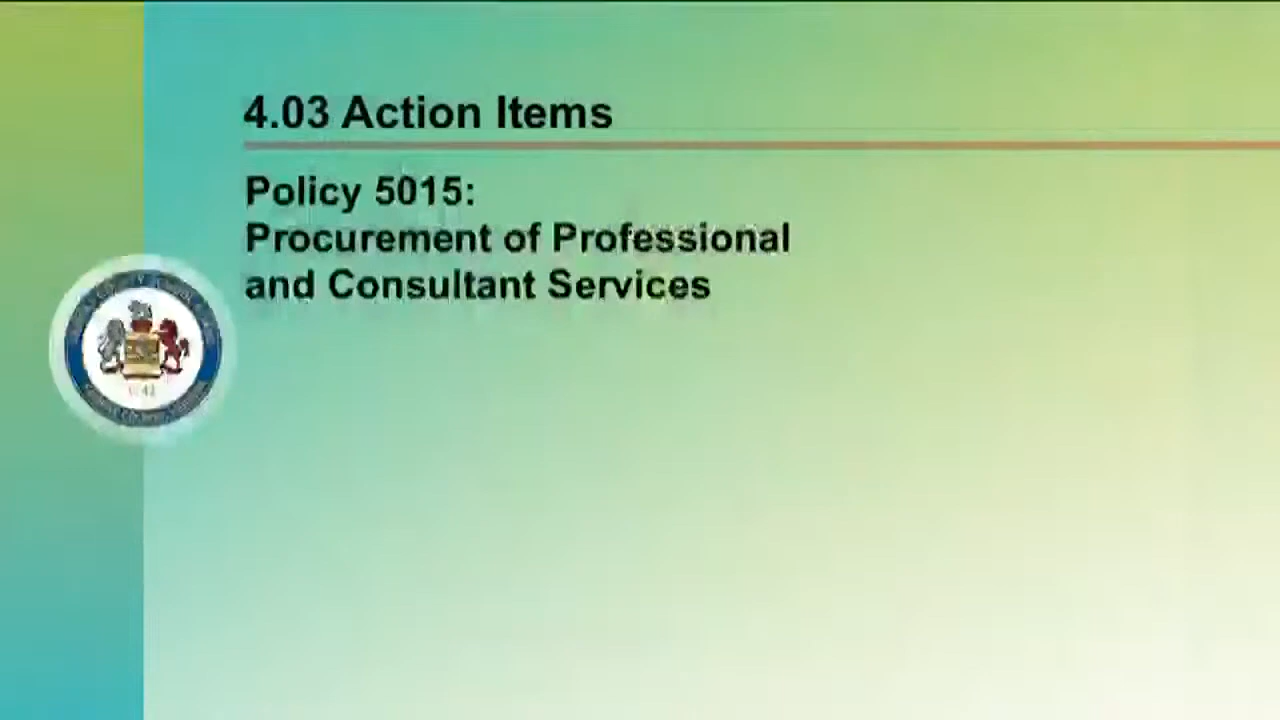 4.03 Action Items
Policy 5015:
Procurement of Professional
and Consultant Services